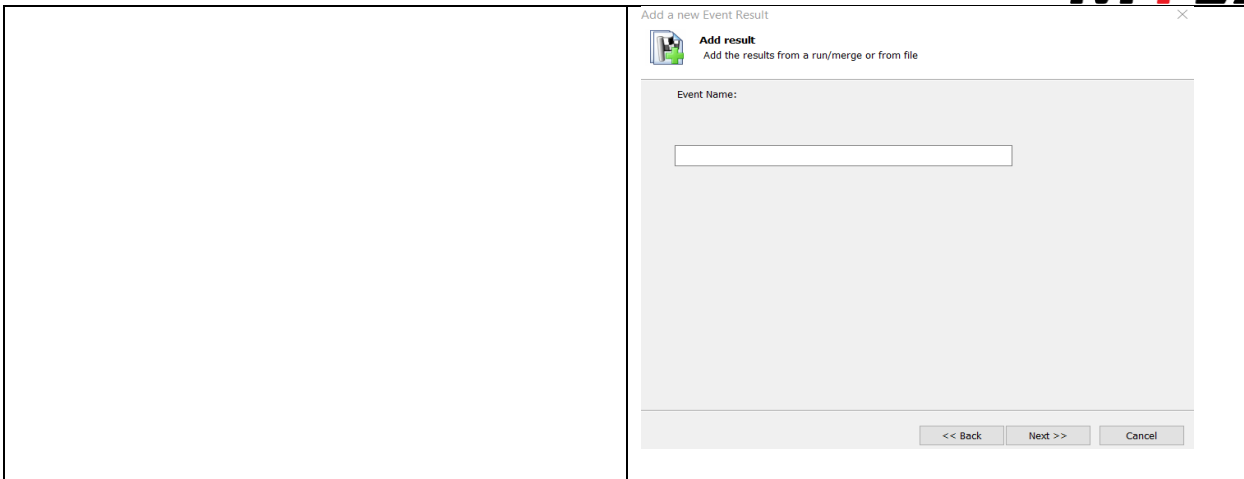 Add a new Event Result
Add result
Add the results from a run/merge or from file
Event Name:
<< Back
Next >>
Cancel